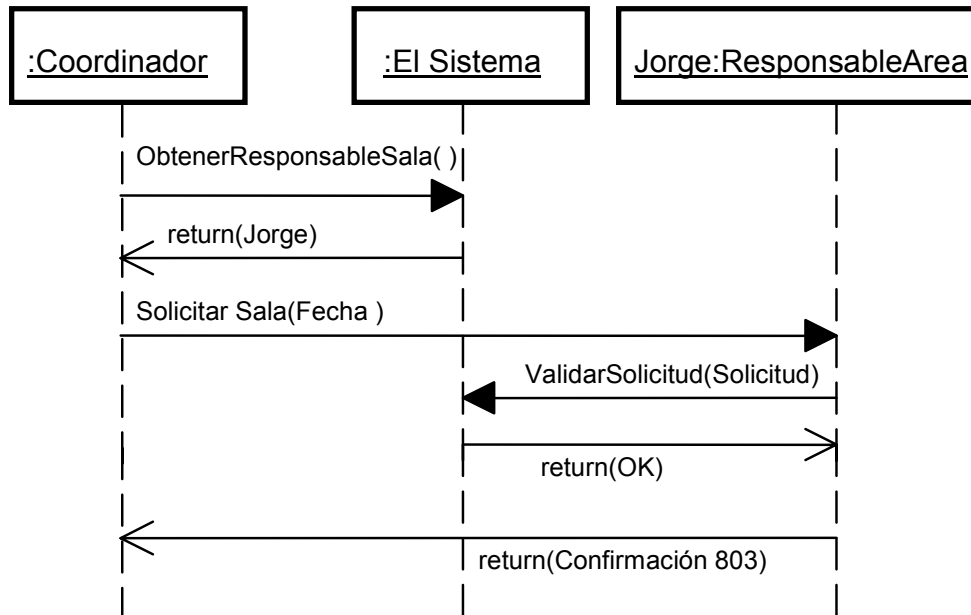 :Coordinador
:El Sistema
Jorge:ResponsableArea
ObtenerResponsableSala( )
return(Jorge)
Solicitar Sala(Fecha )
ValidarSolicitud(Solicitud)
return(OK)
return(Confirmación 803)